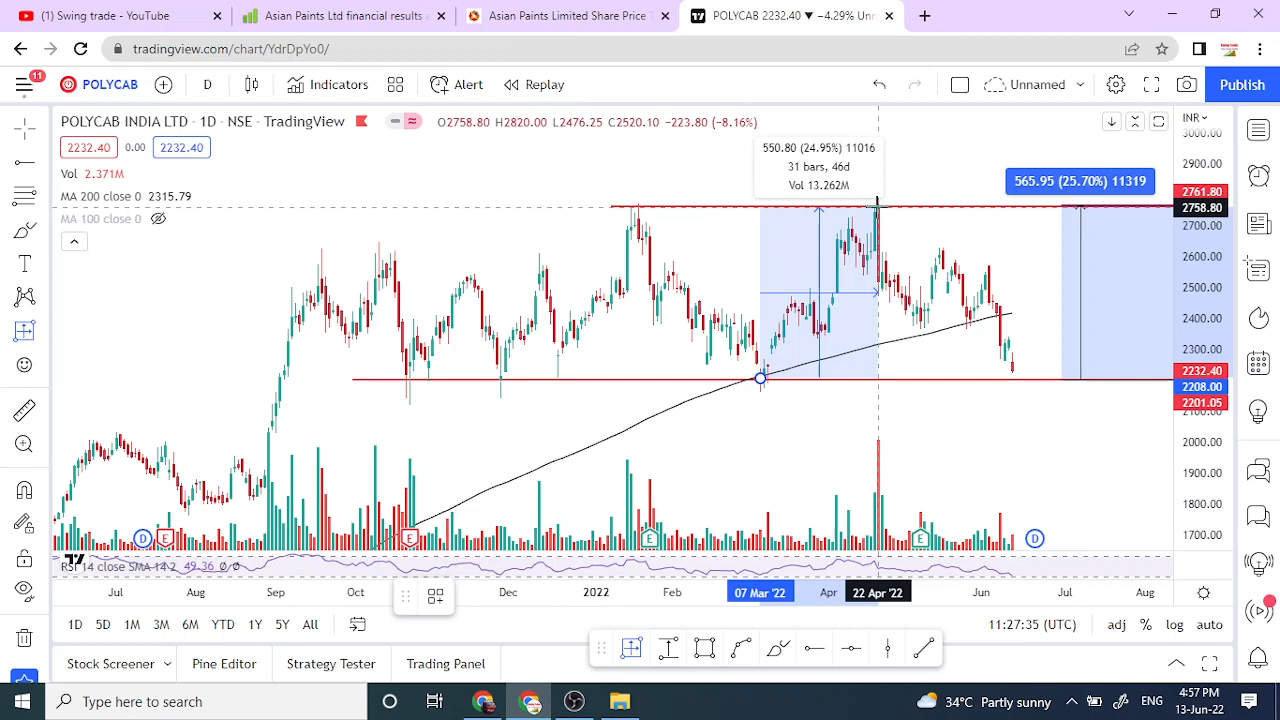 (1) Swing Trade - YouTube
Asian Paints Ltd financial results
Asian Paints Limited Share Price T
POLYCAB 2232.40 ▼ −4.29% Unn
tradingview.com/chart/YdrDpYo0/
11
POLYCAB
D
Indicators
Alert
Replay
Unnamed
Publish
POLYCAB INDIA LTD · 1D · NSE · TradingView
O2758.80 H2820.00 L2476.25 C2520.10 −223.80 (−8.16%)
INR
2232.40 0.00 2232.40
Vol 2.371M
MA 200 close 0 2315.79
MA 100 close 0
550.80 (24.95%) 11016
31 bars, 46d
Vol 13.262M
565.95 (25.70%) 11319
3000.00
2900.00
2761.80
2758.80
2700.00
2600.00
2500.00
2400.00
2300.00
2232.40
2208.00
2201.05
2100.00
2000.00
1900.00
1800.00
1700.00
D E E E E D
RSI 14 close SMA 14 2 49.36 Ø Ø
Jul Aug Sep Oct Dec 2022 Feb 07 Mar '22 Apr 22 Apr '22 Jun Jul Aug
1D 5D 1M 3M 6M YTD 1Y 5Y All
11:27:35 (UTC) adj % log auto
Stock Screener Pine Editor Strategy Tester Trading Panel
Type here to search
34°C Partly sunny
ENG
4:57 PM
13-Jun-22